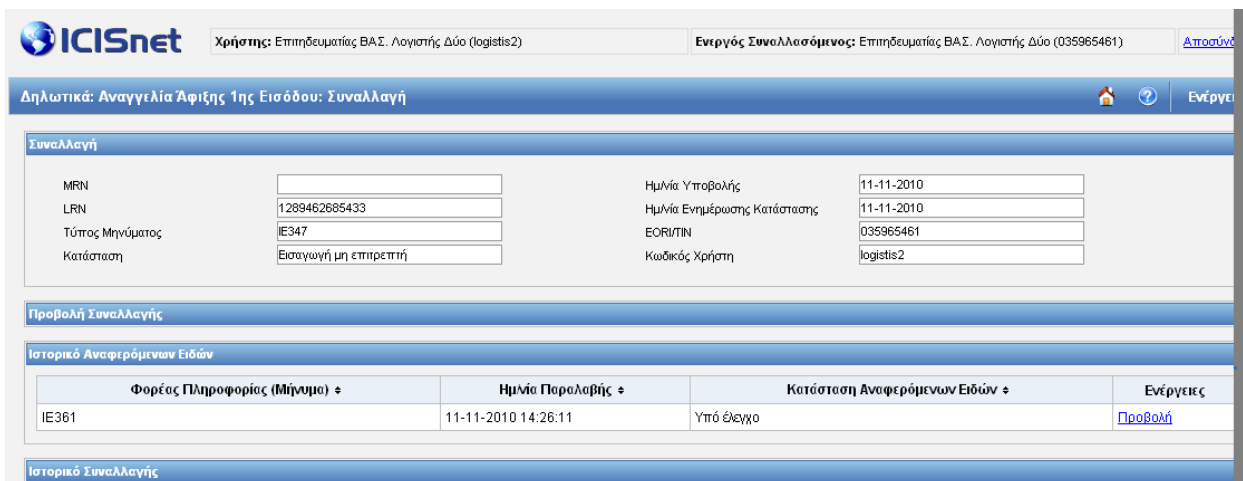 ICISnet Χρήστης: Επιτηδευματίας ΒΑΣ. Λογιστής Δύο (logistis2) Ενεργός Συναλλασόμενος: Επιτηδευματίας ΒΑΣ. Λογιστής Δύο (035965461)
Δηλωτικά: Αναγγελία Άφιξης 1ης Εισόδου: Συναλλαγή
Συναλλαγή
MRN Ημ/νία Υποβολής 11-11-2010
LRN 1289462685433 Ημ/νία Ενημέρωσης Κατάστασης 11-11-2010
Τύπος Μηνύματος IE347 EORI/TIN 035965461
Κατάσταση Εισαγωγή μη επιτρεπτή Κωδικός Χρήστη logistis2
Προβολή Συναλλαγής
Ιστορικό Αναφερόμενων Ειδών
Φορέας Πληροφορίας (Μήνυμα) Ημ/νία Παραλαβής Κατάσταση Αναφερόμενων Ειδών Ενέργειες
IE361 11-11-2010 14:26:11 Υπό έλεγχο Προβολή
Ιστορικό Συναλλαγής